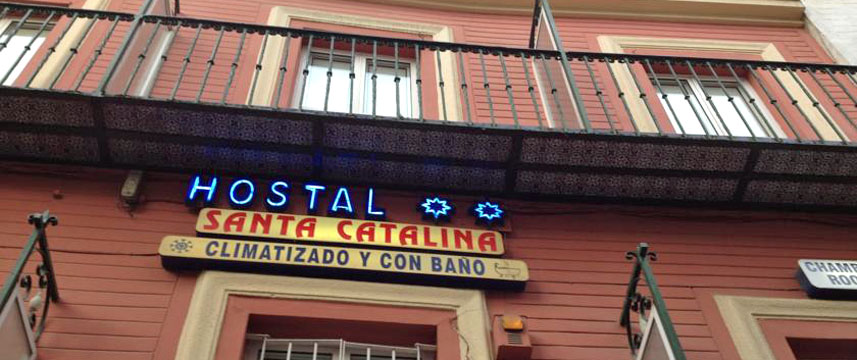 HOSTAL
SANTA CATALINA
CLIMATIZADO Y CON BAÑO